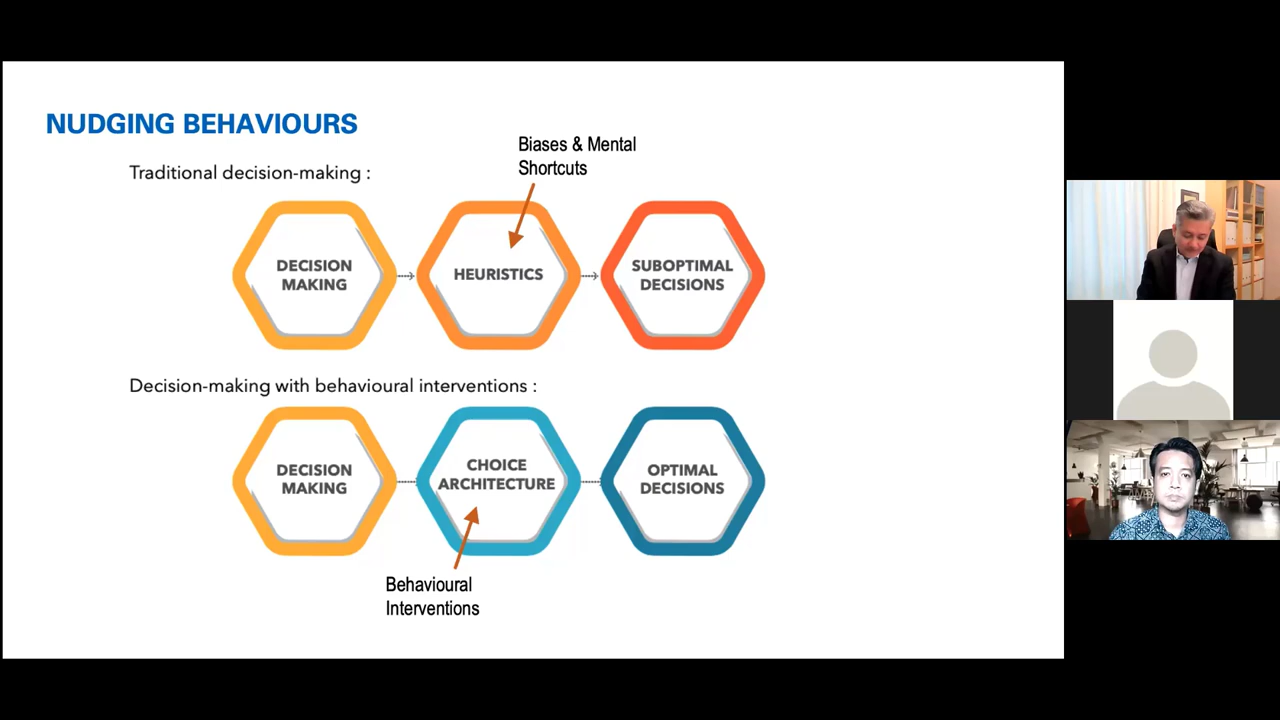 NUDGING BEHAVIOURS
Biases & Mental
Shortcuts
Traditional decision-making :
DECISION
MAKING
HEURISTICS
SUBOPTIMAL
DECISIONS
Decision-making with behavioural interventions :
DECISION
MAKING
CHOICE
ARCHITECTURE
OPTIMAL
DECISIONS
Behavioural
Interventions